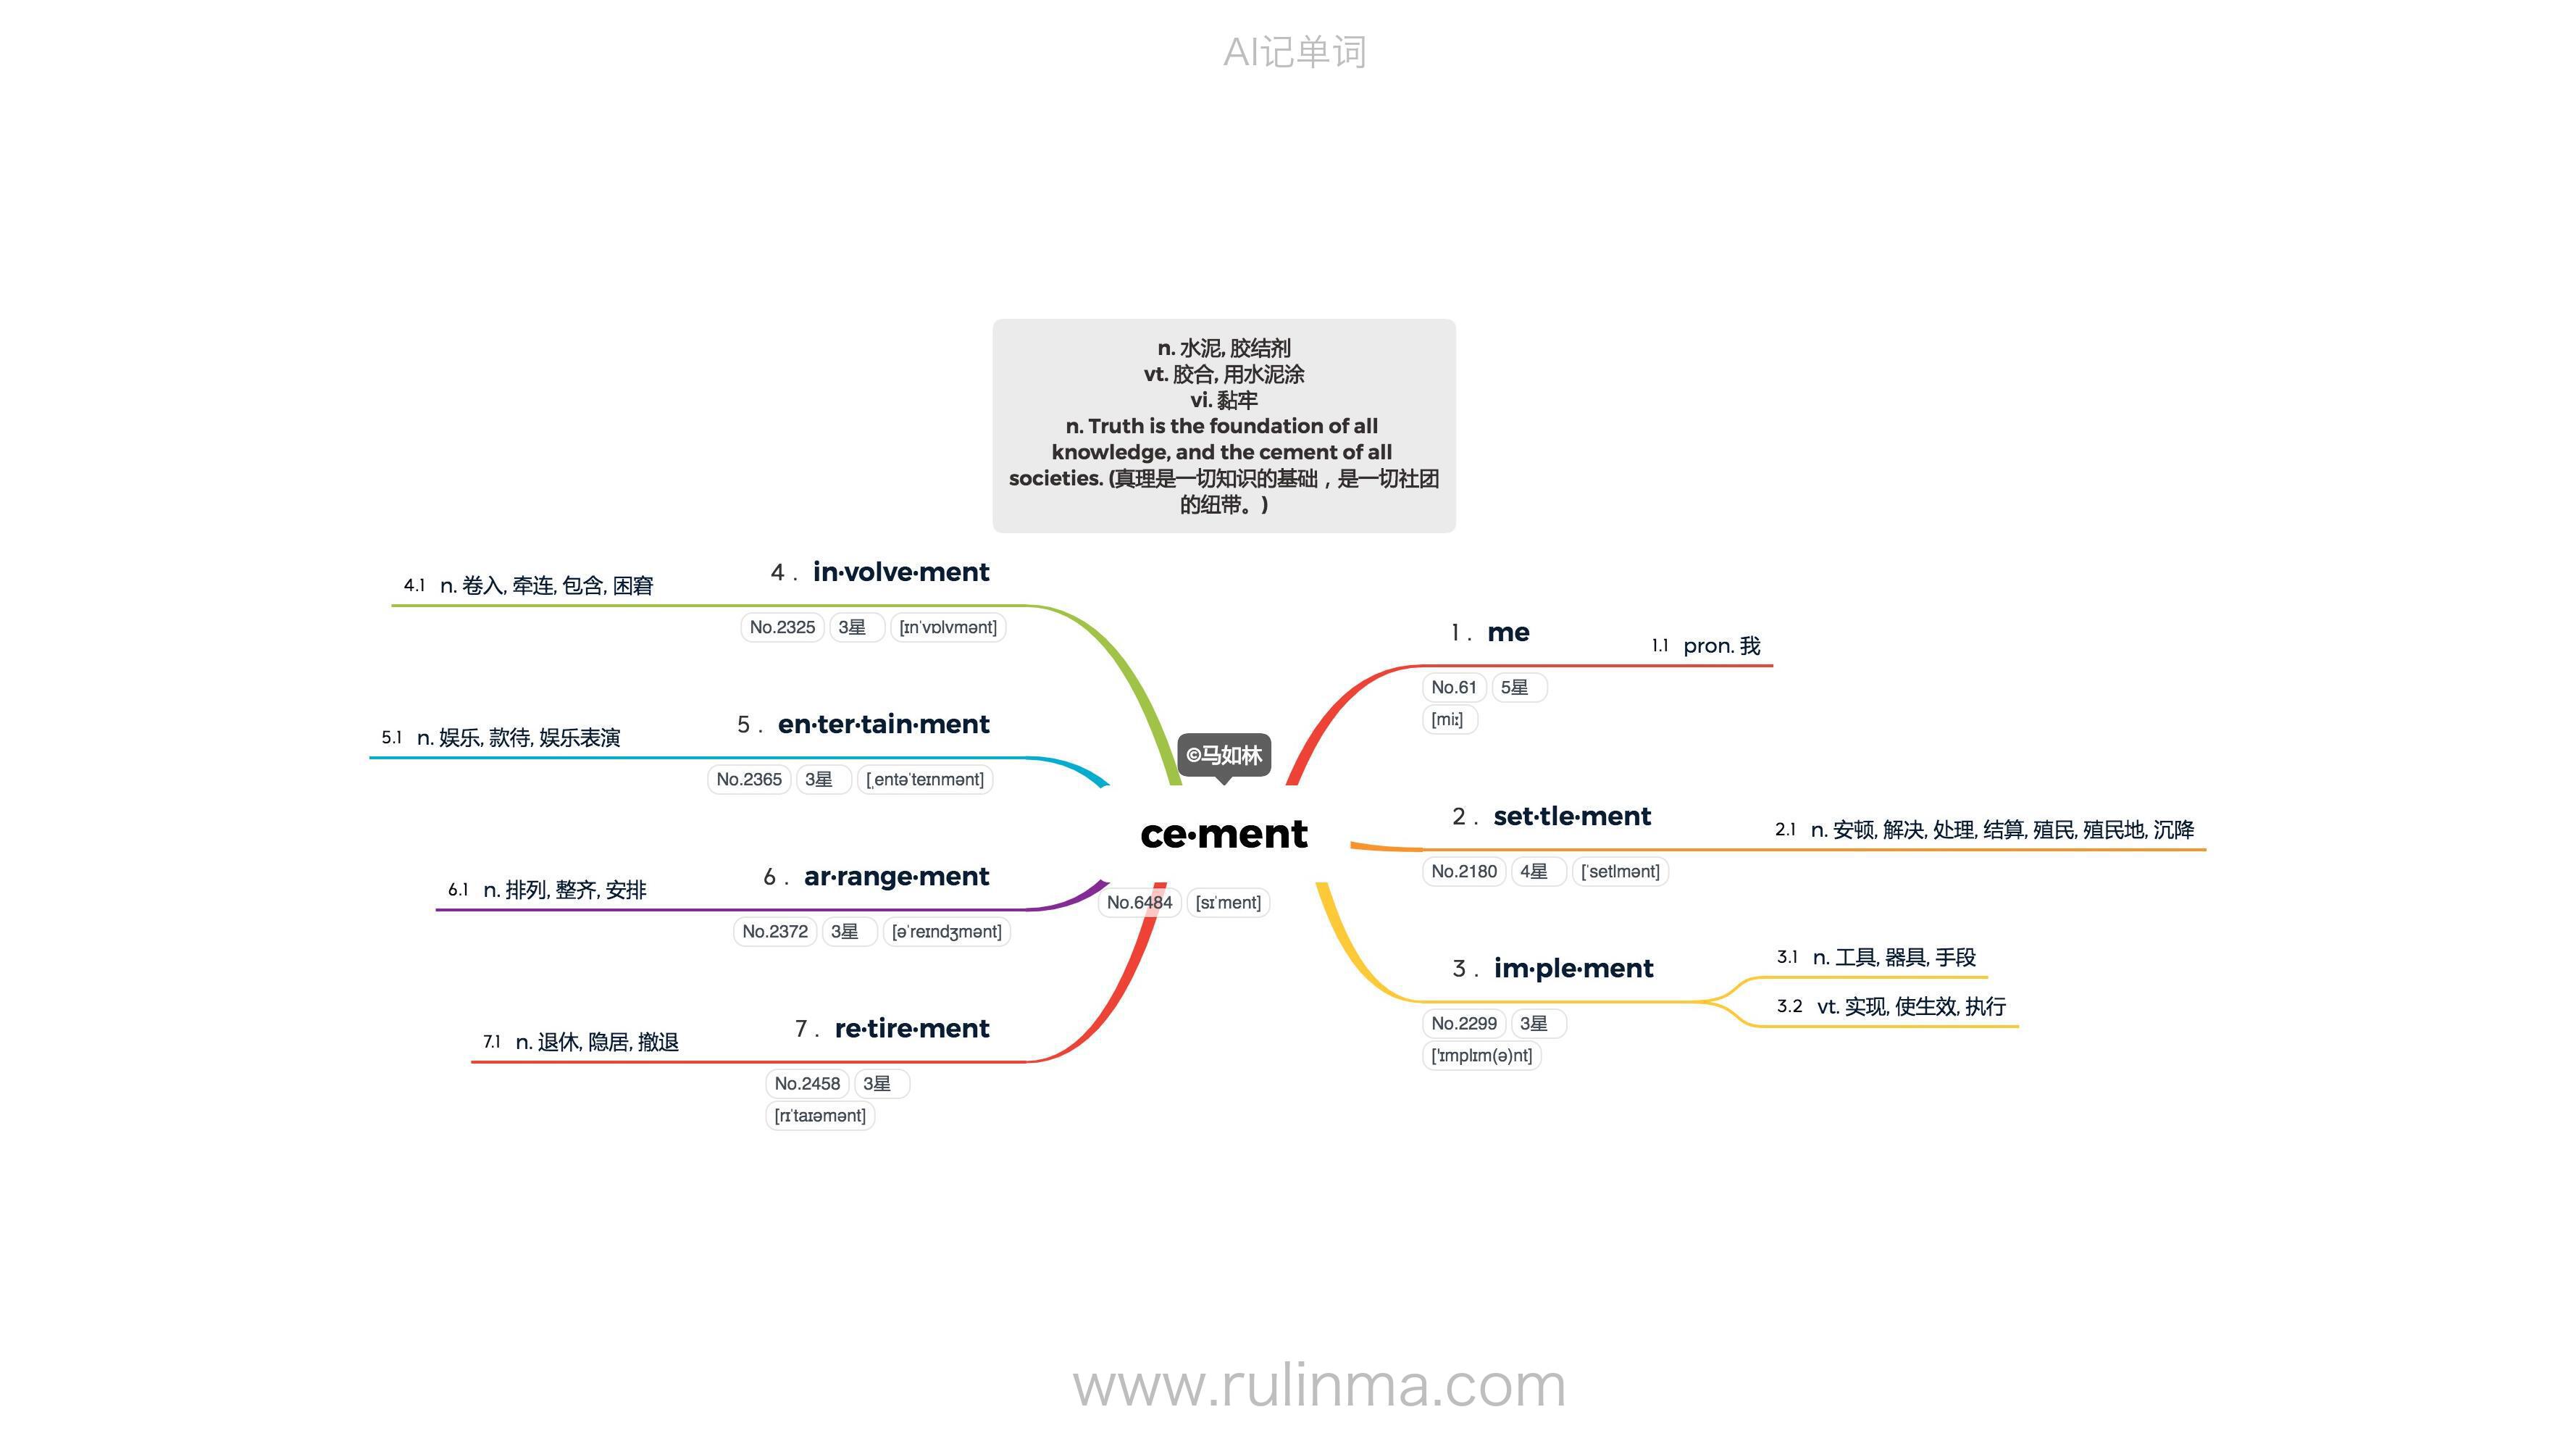 AI记单词
n. 水泥, 胶结剂
vt. 胶合, 用水泥涂
vi. 黏牢
n. Truth is the foundation of all
knowledge, and the cement of all
societies. (真理是一切知识的基础，是一切社团
的纽带。)
©马如林
ce·ment
No.6484 [sɪˈment]
1 . me
1.1 pron. 我
No.61 5星
[miː]
2 . set·tle·ment
2.1 n. 安顿, 解决, 处理, 结算, 殖民, 殖民地, 沉降
No.2180 4星 [ˈsetlmənt]
3 . im·ple·ment
No.2299 3星
[ˈɪmplɪm(ə)nt]
3.1 n. 工具, 器具, 手段
3.2 vt. 实现, 使生效, 执行
4 . in·volve·ment
4.1 n. 卷入, 牵连, 包含, 困窘
No.2325 3星 [ɪnˈvɒlvmənt]
5 . en·ter·tain·ment
5.1 n. 娱乐, 款待, 娱乐表演
No.2365 3星 [ˌentəˈteɪnmənt]
6 . ar·range·ment
6.1 n. 排列, 整齐, 安排
No.2372 3星 [əˈreɪndʒmənt]
7 . re·tire·ment
7.1 n. 退休, 隐居, 撤退
No.2458 3星
[rɪˈtaɪəmənt]
www.rulinma.com